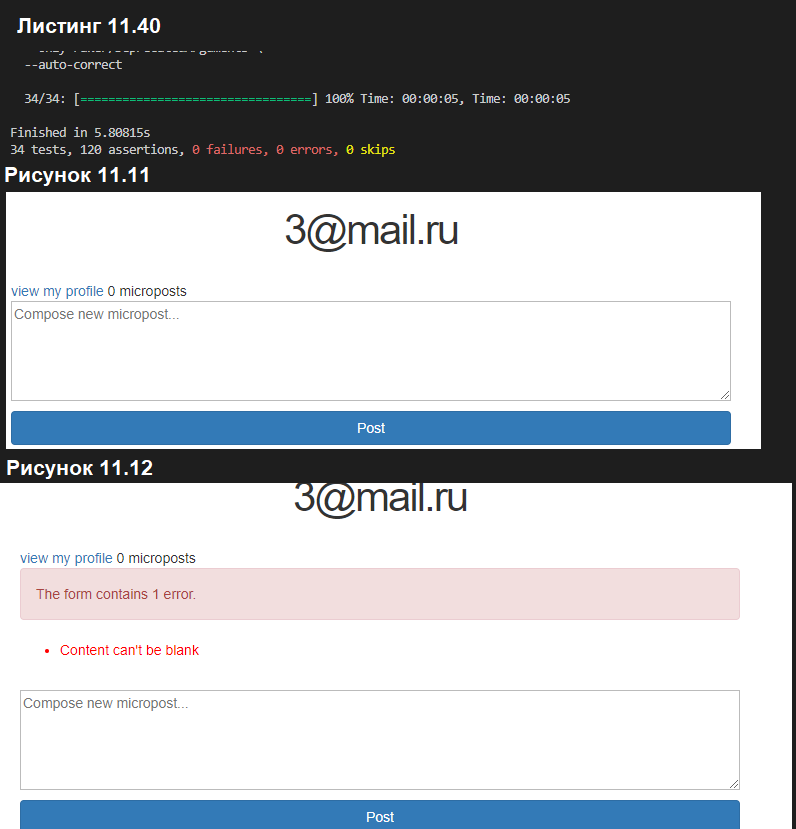 Листинг 11.40
--auto-correct
34/34: [=================================] 100% Time: 00:00:05, Time: 00:00:05
Finished in 5.80815s
34 tests, 120 assertions, 0 failures, 0 errors, 0 skips
Рисунок 11.11
3@mail.ru
view my profile 0 microposts
Compose new micropost...
Post
Рисунок 11.12
3@mail.ru
view my profile 0 microposts
The form contains 1 error.
• Content can't be blank
Compose new micropost...
Post